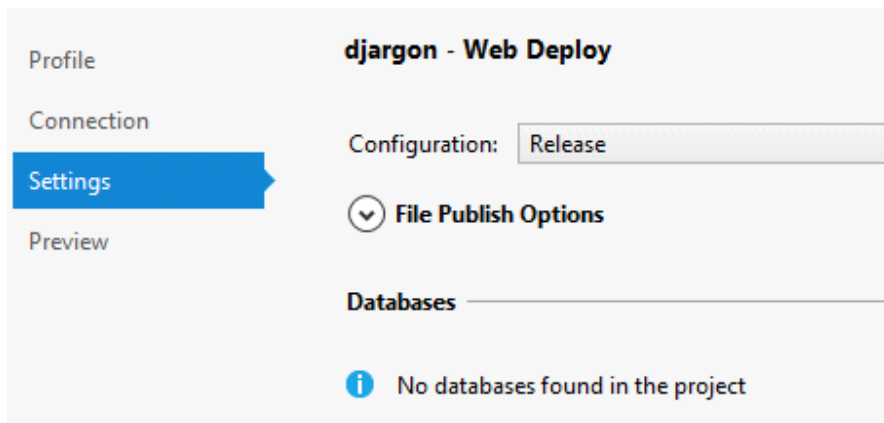 Profile
Connection
Settings
Preview
djargon - Web Deploy
Configuration: Release
File Publish Options
Databases
No databases found in the project